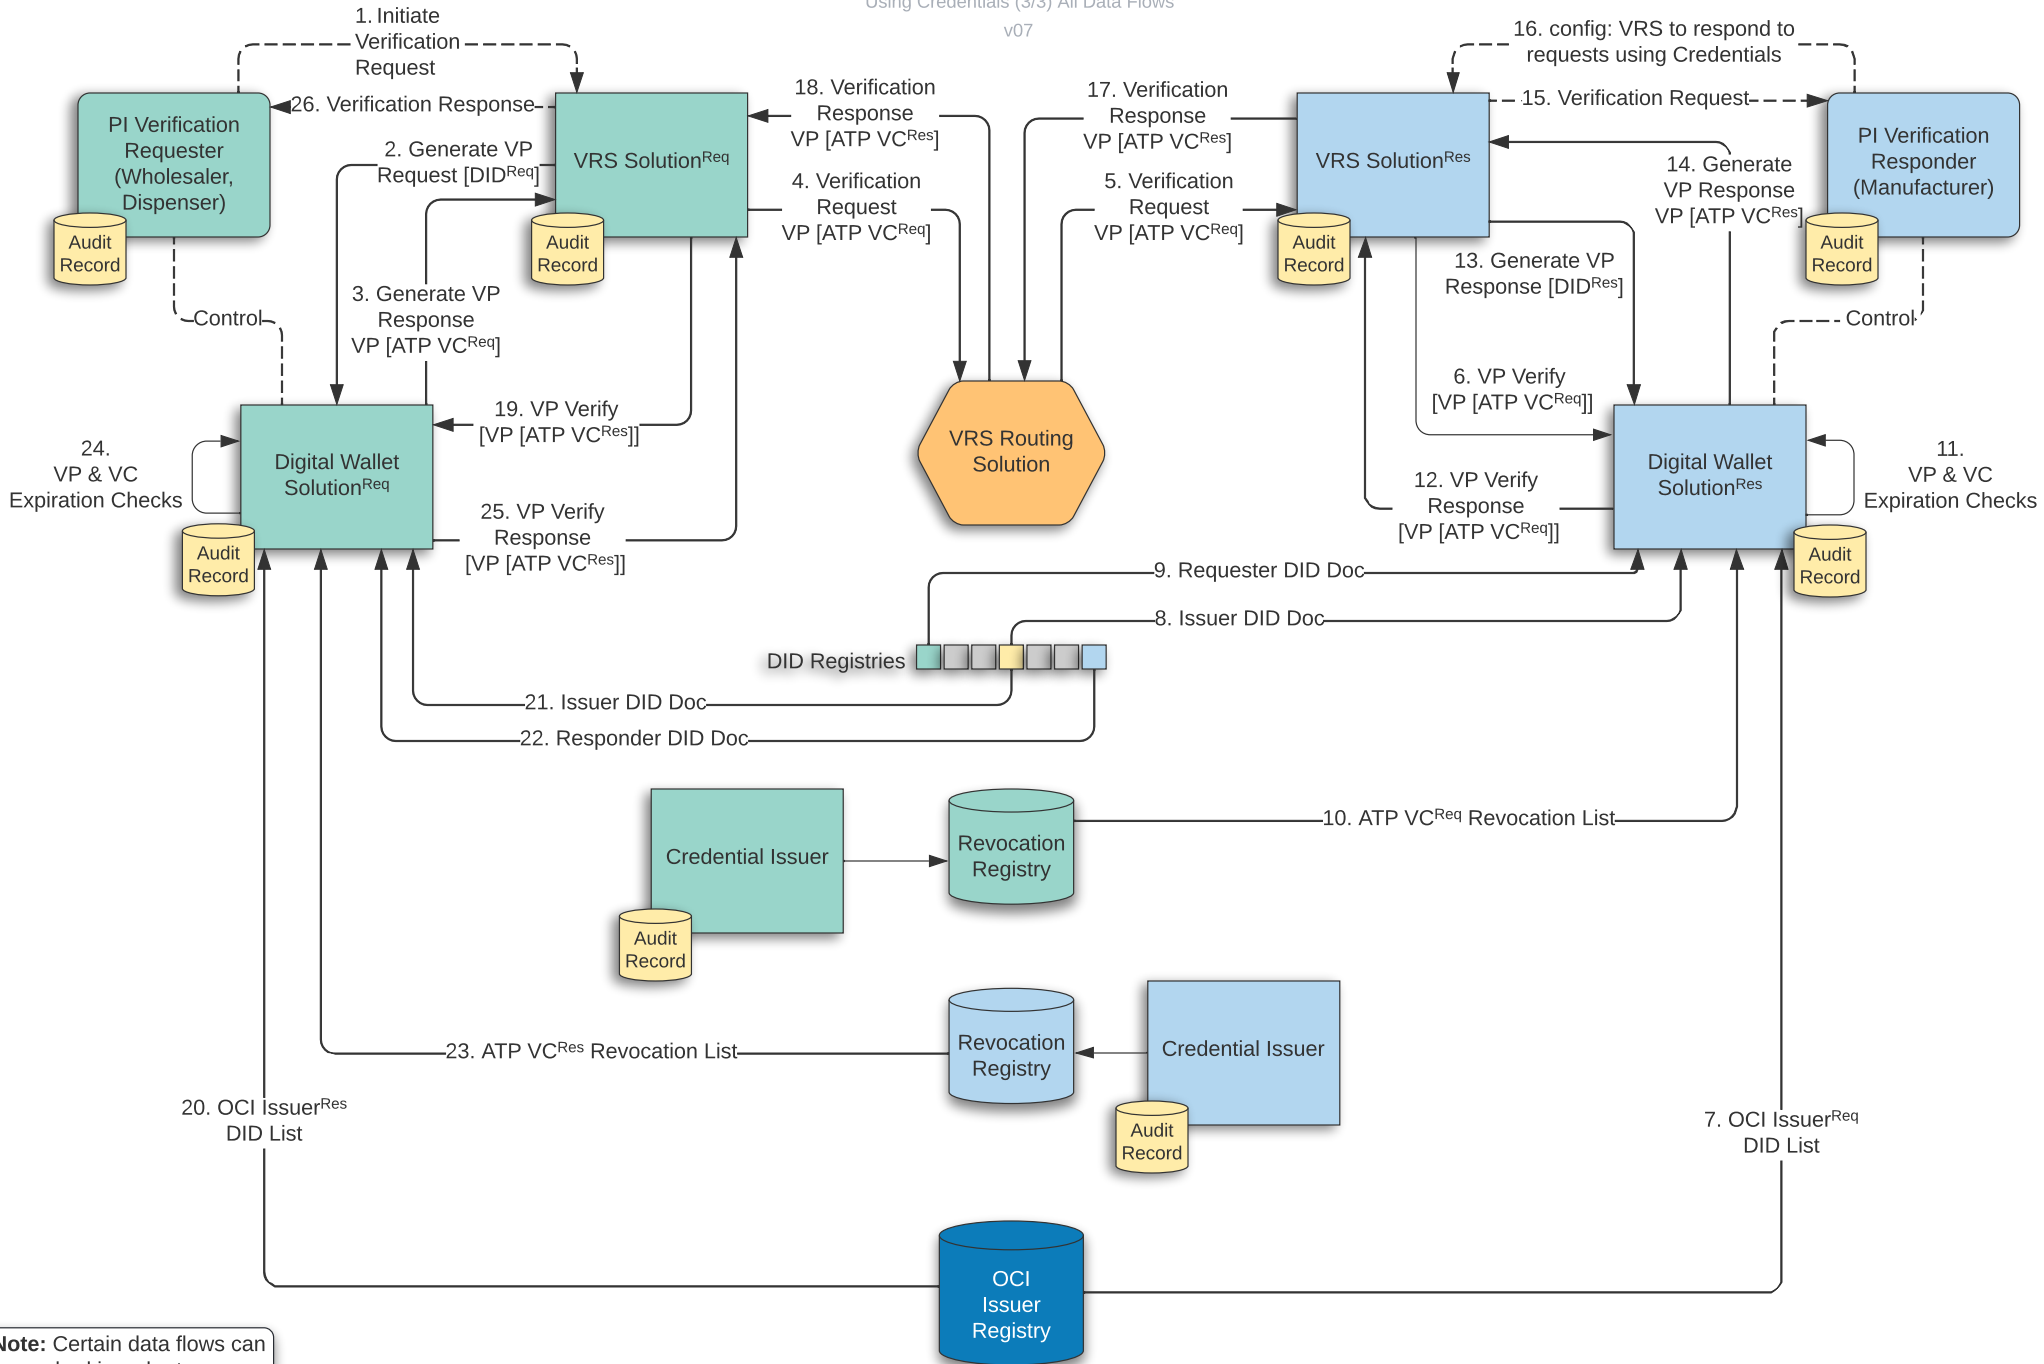 Using Credentials (3/3) All Data Flows
v07
1. Initiate
Verification
Request
26. Verification Response
PI Verification
Requester
(Wholesaler,
Dispenser)
Audit
Record
Control
2. Generate VP
Request [DIDReq]
VRS SolutionReq
Audit
Record
3. Generate VP
Response
VP [ATP VCReq]
18. Verification
Response
VP [ATP VCRes]
4. Verification
Request
VP [ATP VCReq]
17. Verification
Response
VP [ATP VCRes]
5. Verification
Request
VP [ATP VCReq]
16. config: VRS to respond to
requests using Credentials
15. Verification Request
VRS SolutionRes
Audit
Record
14. Generate
VP Response
VP [ATP VCRes]
PI Verification
Responder
(Manufacturer)
Audit
Record
Control
13. Generate VP
Response [DIDRes]
6. VP Verify
[VP [ATP VCReq]]
19. VP Verify
[VP [ATP VCRes]]
24.
VP & VC
Expiration Checks
Digital Wallet
SolutionReq
Audit
Record
25. VP Verify
Response
[VP [ATP VCRes]]
VRS Routing
Solution
12. VP Verify
Response
[VP [ATP VCReq]]
Digital Wallet
SolutionRes
Audit
Record
11.
VP & VC
Expiration Checks
9. Requester DID Doc
8. Issuer DID Doc
DID Registries
21. Issuer DID Doc
22. Responder DID Doc
Credential Issuer
Audit
Record
Revocation
Registry
10. ATP VCReq Revocation List
23. ATP VCRes Revocation List
Revocation
Registry
Credential Issuer
Audit
Record
20. OCI IssuerRes
DID List
7. OCI IssuerReq
DID List
OCI
Issuer
Registry
Note: Certain data flows can